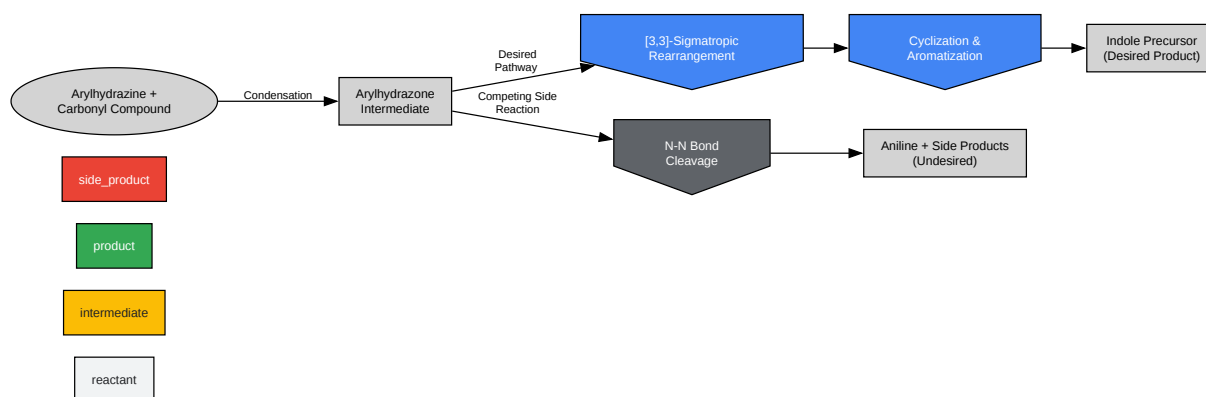 Arylhydrazine +
Carbonyl Compound
Condensation
Arylhydrazone
Intermediate
Desired
Pathway
[3,3]-Sigmatropic
Rearrangement
Cyclization &
Aromatization
Indole Precursor
(Desired Product)
Competing Side
Reaction
N-N Bond
Cleavage
Aniline + Side Products
(Undesired)
side_product
product
intermediate
reactant